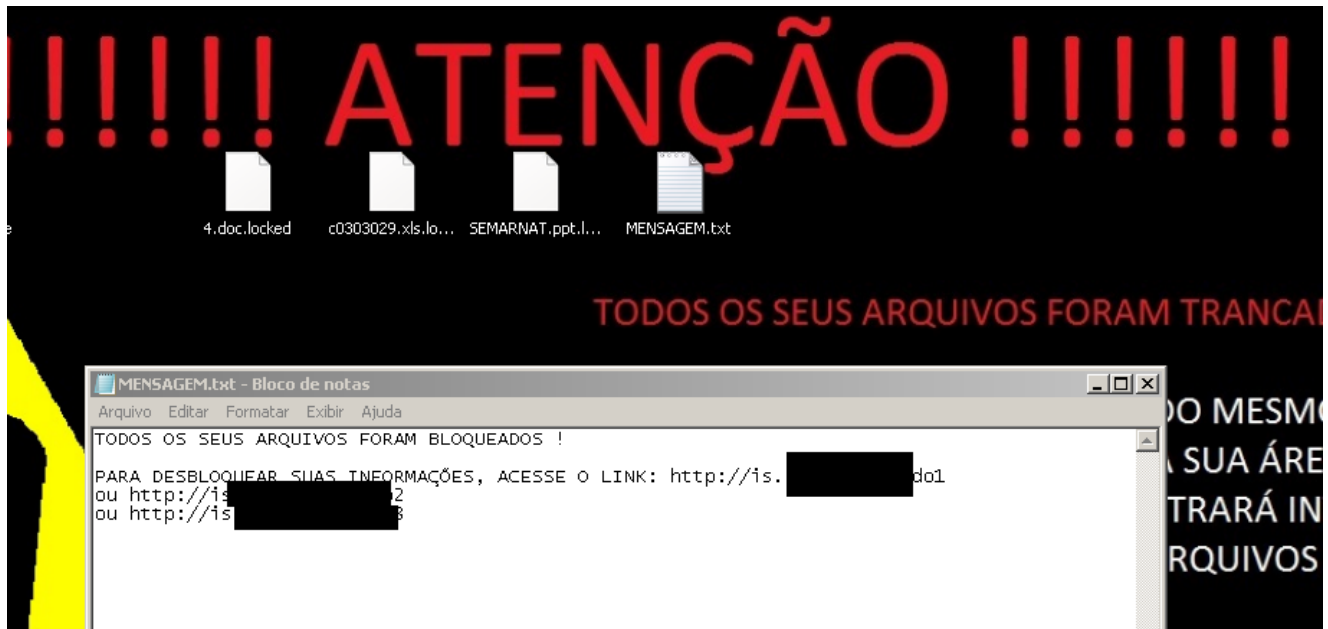 !!!!!! ATENÇÃO !!!!!!
4.doc.locked
c0303029.xls.lo...
SEMARNAT.ppt.l...
MENSAGEM.txt
TODOS OS SEUS ARQUIVOS FORAM
MENSAGEM.txt - Bloco de notas
Arquivo Editar Formatar Exibir Ajuda
TODOS OS SEUS ARQUIVOS FORAM BLOQUEADOS !
PARA DESBLOQUEAR SUAS INFORMAÇÕES, ACESSE O LINK: http://is. do1
ou http://is 2
ou http://is 3
DO MESMO
SUA ÁRE
TRARÁ IN
RQUIVOS